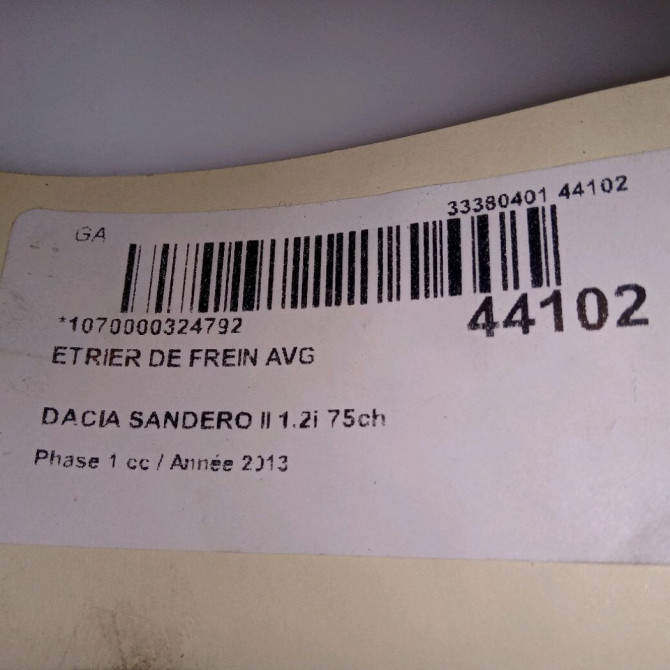 GA
33380401 44102
*1070000324792
44102
ETRIER DE FREIN AVG
DACIA SANDERO II 1.2i 75ch
Phase 1 cc / Année 2013